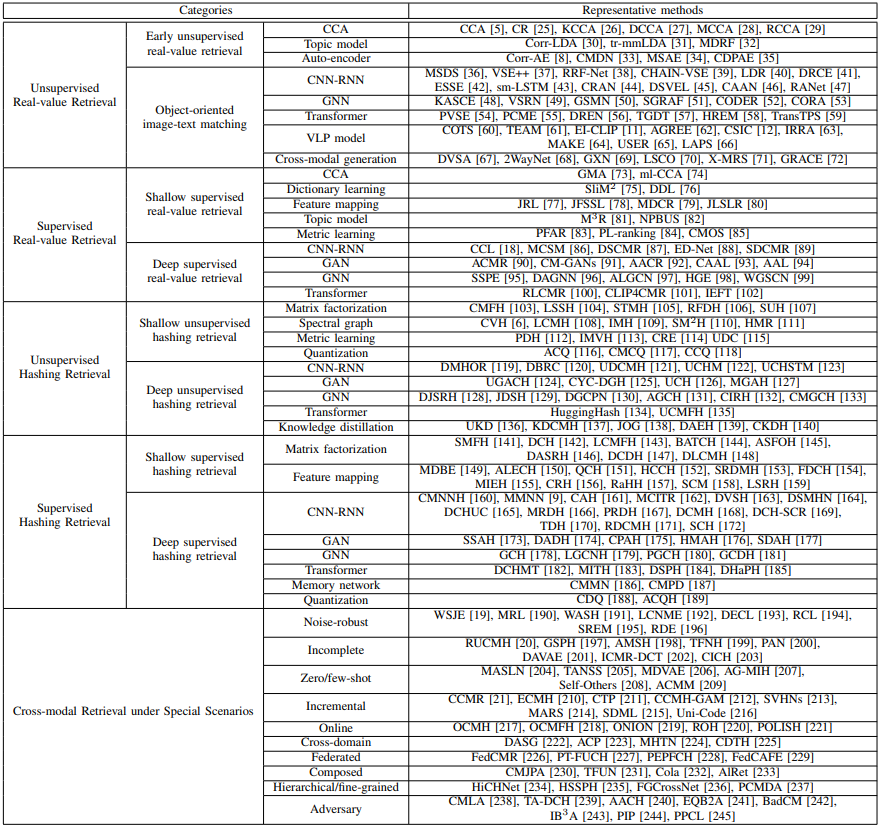 Categories Representative methods
Unsupervised
Real-value Retrieval
Early unsupervised
real-value retrieval
CCA CCA [5], CR [25], KCCA [26], DCCA [27], MCCA [28], RCCA [29]
Topic model Corr-LDA [30], tr-mmLDA [31], MDRF [32]
Auto-encoder Corr-AE [8], CMDN [33], MSAE [34], CDPAE [35]
Object-oriented
image-text matching
CNN-RNN
MSDS [36], VSE++ [37], RRF-Net [38], CHAIN-VSE [39], LDR [40], DRCE [41],
ESSE [42], sm-LSTM [43], CRAN [44], DSVEL [45], CAAN [46], RANet [47]
GNN KASCE [48], VSRN [49], GSMN [50], SGRAF [51], CODER [52], CORA [53]
Transformer PVSE [54], PCME [55], DREN [56], TGDT [57], HREM [58], TransTPS [59]
VLP model
COTS [60], TEAM [61], EI-CLIP [11], AGREE [62], CSIC [12], IRRA [63],
MAKE [64], USER [65], LAPS [66]
Cross-modal generation DVSA [67], 2WayNet [68], GXN [69], LSCO [70], X-MRS [71], GRACE [72]
Supervised
Real-value Retrieval
Shallow supervised
real-value retrieval
CCA GMA [73], ml-CCA [74]
Dictionary learning SliM² [75], DDL [76]
Feature mapping JRL [77], JFSSL [78], MDCR [79], JLSLR [80]
Topic model M³R [81], NPBUS [82]
Metric learning PFAR [83], PL-ranking [84], CMOS [85]
Deep supervised
real-value retrieval
CNN-RNN CCL [18], MCSM [86], DSCMR [87], ED-Net [88], SDCMR [89]
GAN ACMR [90], CM-GANs [91], AACR [92], CAAL [93], AAL [94]
GNN SSPE [95], DAGNN [96], ALGCN [97], HGE [98], WGSCN [99]
Transformer RLCMR [100], CLIP4CMR [101], IEFT [102]
Unsupervised
Hashing Retrieval
Shallow unsupervised
hashing retrieval
Matrix factorization CMFH [103], LSSH [104], STMH [105], RFDH [106], SUH [107]
Spectral graph CVH [6], LCMH [108], IMH [109], SM²H [110], HMR [111]
Metric learning PDH [112], IMVH [113], CRE [114] UDC [115]
Quantization ACQ [116], CMCQ [117], CCQ [118]
Deep unsupervised
hashing retrieval
CNN-RNN DMHOR [119], DBRC [120], UDCMH [121], UCHM [122], UCHSTM [123]
GAN UGACH [124], CYC-DGH [125], UCH [126], MGAH [127]
GNN DJSRH [128], JDSH [129], DGCPN [130], AGCH [131], CIRH [132], CMGCH [133]
Transformer HuggingHash [134], UCMFH [135]
Knowledge distillation UKD [136], KDCMH [137], JOG [138], DAEH [139], CKDH [140]
Supervised
Hashing Retrieval
Shallow supervised
hashing retrieval
Matrix factorization
SMFH [141], DCH [142], LCMFH [143], BATCH [144], ASFOH [145],
DASRH [146], DCDH [147], DLCMH [148]
Feature mapping
MDBE [149], ALECH [150], QCH [151], HCCH [152], SRDMH [153], FDCH [154],
MIEH [155], CRH [156], RaHH [157], SCM [158], LSRH [159]
Deep supervised
hashing retrieval
CNN-RNN
CMNNH [160], MMNN [9], CAH [161], MCITR [162], DVSH [163], DSMHN [164],
DCHUC [165], MRDH [166], PRDH [167], DCMH [168], DCH-SCR [169],
TDH [170], RDCMH [171], SCH [172]
GAN SSAH [173], DADH [174], CPAH [175], HMAH [176], SDAH [177]
GNN GCH [178], LGCNH [179], PGCH [180], GCDH [181]
Transformer DCHMT [182], MITH [183], DSPH [184], DHaPH [185]
Memory network CMMN [186], CMPD [187]
Quantization CDQ [188], ACQH [189]
Cross-modal Retrieval under Special Scenarios
Noise-robust
WSJE [19], MRL [190], WASH [191], LCNME [192], DECL [193], RCL [194],
SREM [195], RDE [196]
Incomplete
RUCMH [20], GSPH [197], AMSH [198], TFNH [199], PAN [200],
DAVAE [201], ICMR-DCT [202], CICH [203]
Zero/few-shot
MASLN [204], TANSS [205], MDVAE [206], AG-MIH [207],
Self-Others [208], ACMM [209]
Incremental
CCMR [21], ECMH [210], CTP [211], CCMH-GAM [212], SVHNs [213],
MARS [214], SDML [215], Uni-Code [216]
Online OCMH [217], OCMFH [218], ONION [219], ROH [220], POLISH [221]
Cross-domain DASG [222], ACP [223], MHTN [224], CDTH [225]
Federated FedCMR [226], PT-FUCH [227], PEPFCH [228], FedCAFE [229]
Composed CMJPA [230], TFUN [231], Cola [232], AlRet [233]
Hierarchical/fine-grained HiCHNet [234], HSSPH [235], FGCrossNet [236], PCMDA [237]
Adversary
CMLA [238], TA-DCH [239], AACH [240], EQB2A [241], BadCM [242],
IB³A [243], PIP [244], PPCL [245]